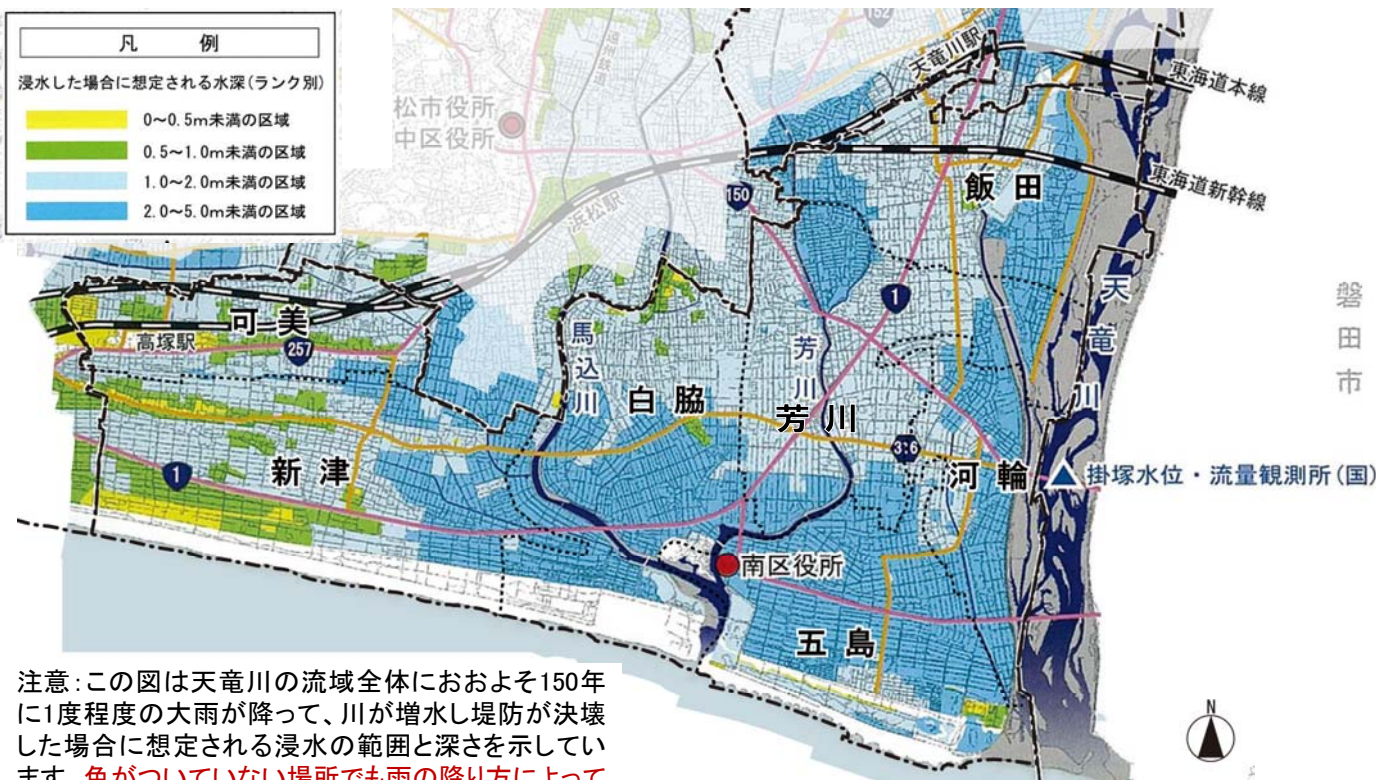 凡 例
浸水した場合に想定される水深(ランク別)
0～0.5m未満の区域
0.5～1.0m未満の区域
1.0～2.0m未満の区域
2.0～5.0m未満の区域
152
遠州鉄道
天竜川駅
東海道本線
松市役所
中区役所
東海道新幹線
飯田
150
浜松駅
天竜川
磐田市
1
可美
高塚駅
257
馬込川
芳川
白脇
芳川
316
新津
1
河輪
掛塚水位・流量観測所(国)
南区役所
五島
注意:この図は天竜川の流域全体におおよそ150年
に1度程度の大雨が降って、川が増水し堤防が決壊
した場合に想定される浸水の範囲と深さを示してい
ます。色がついていない場所でも雨の降り方によって
N